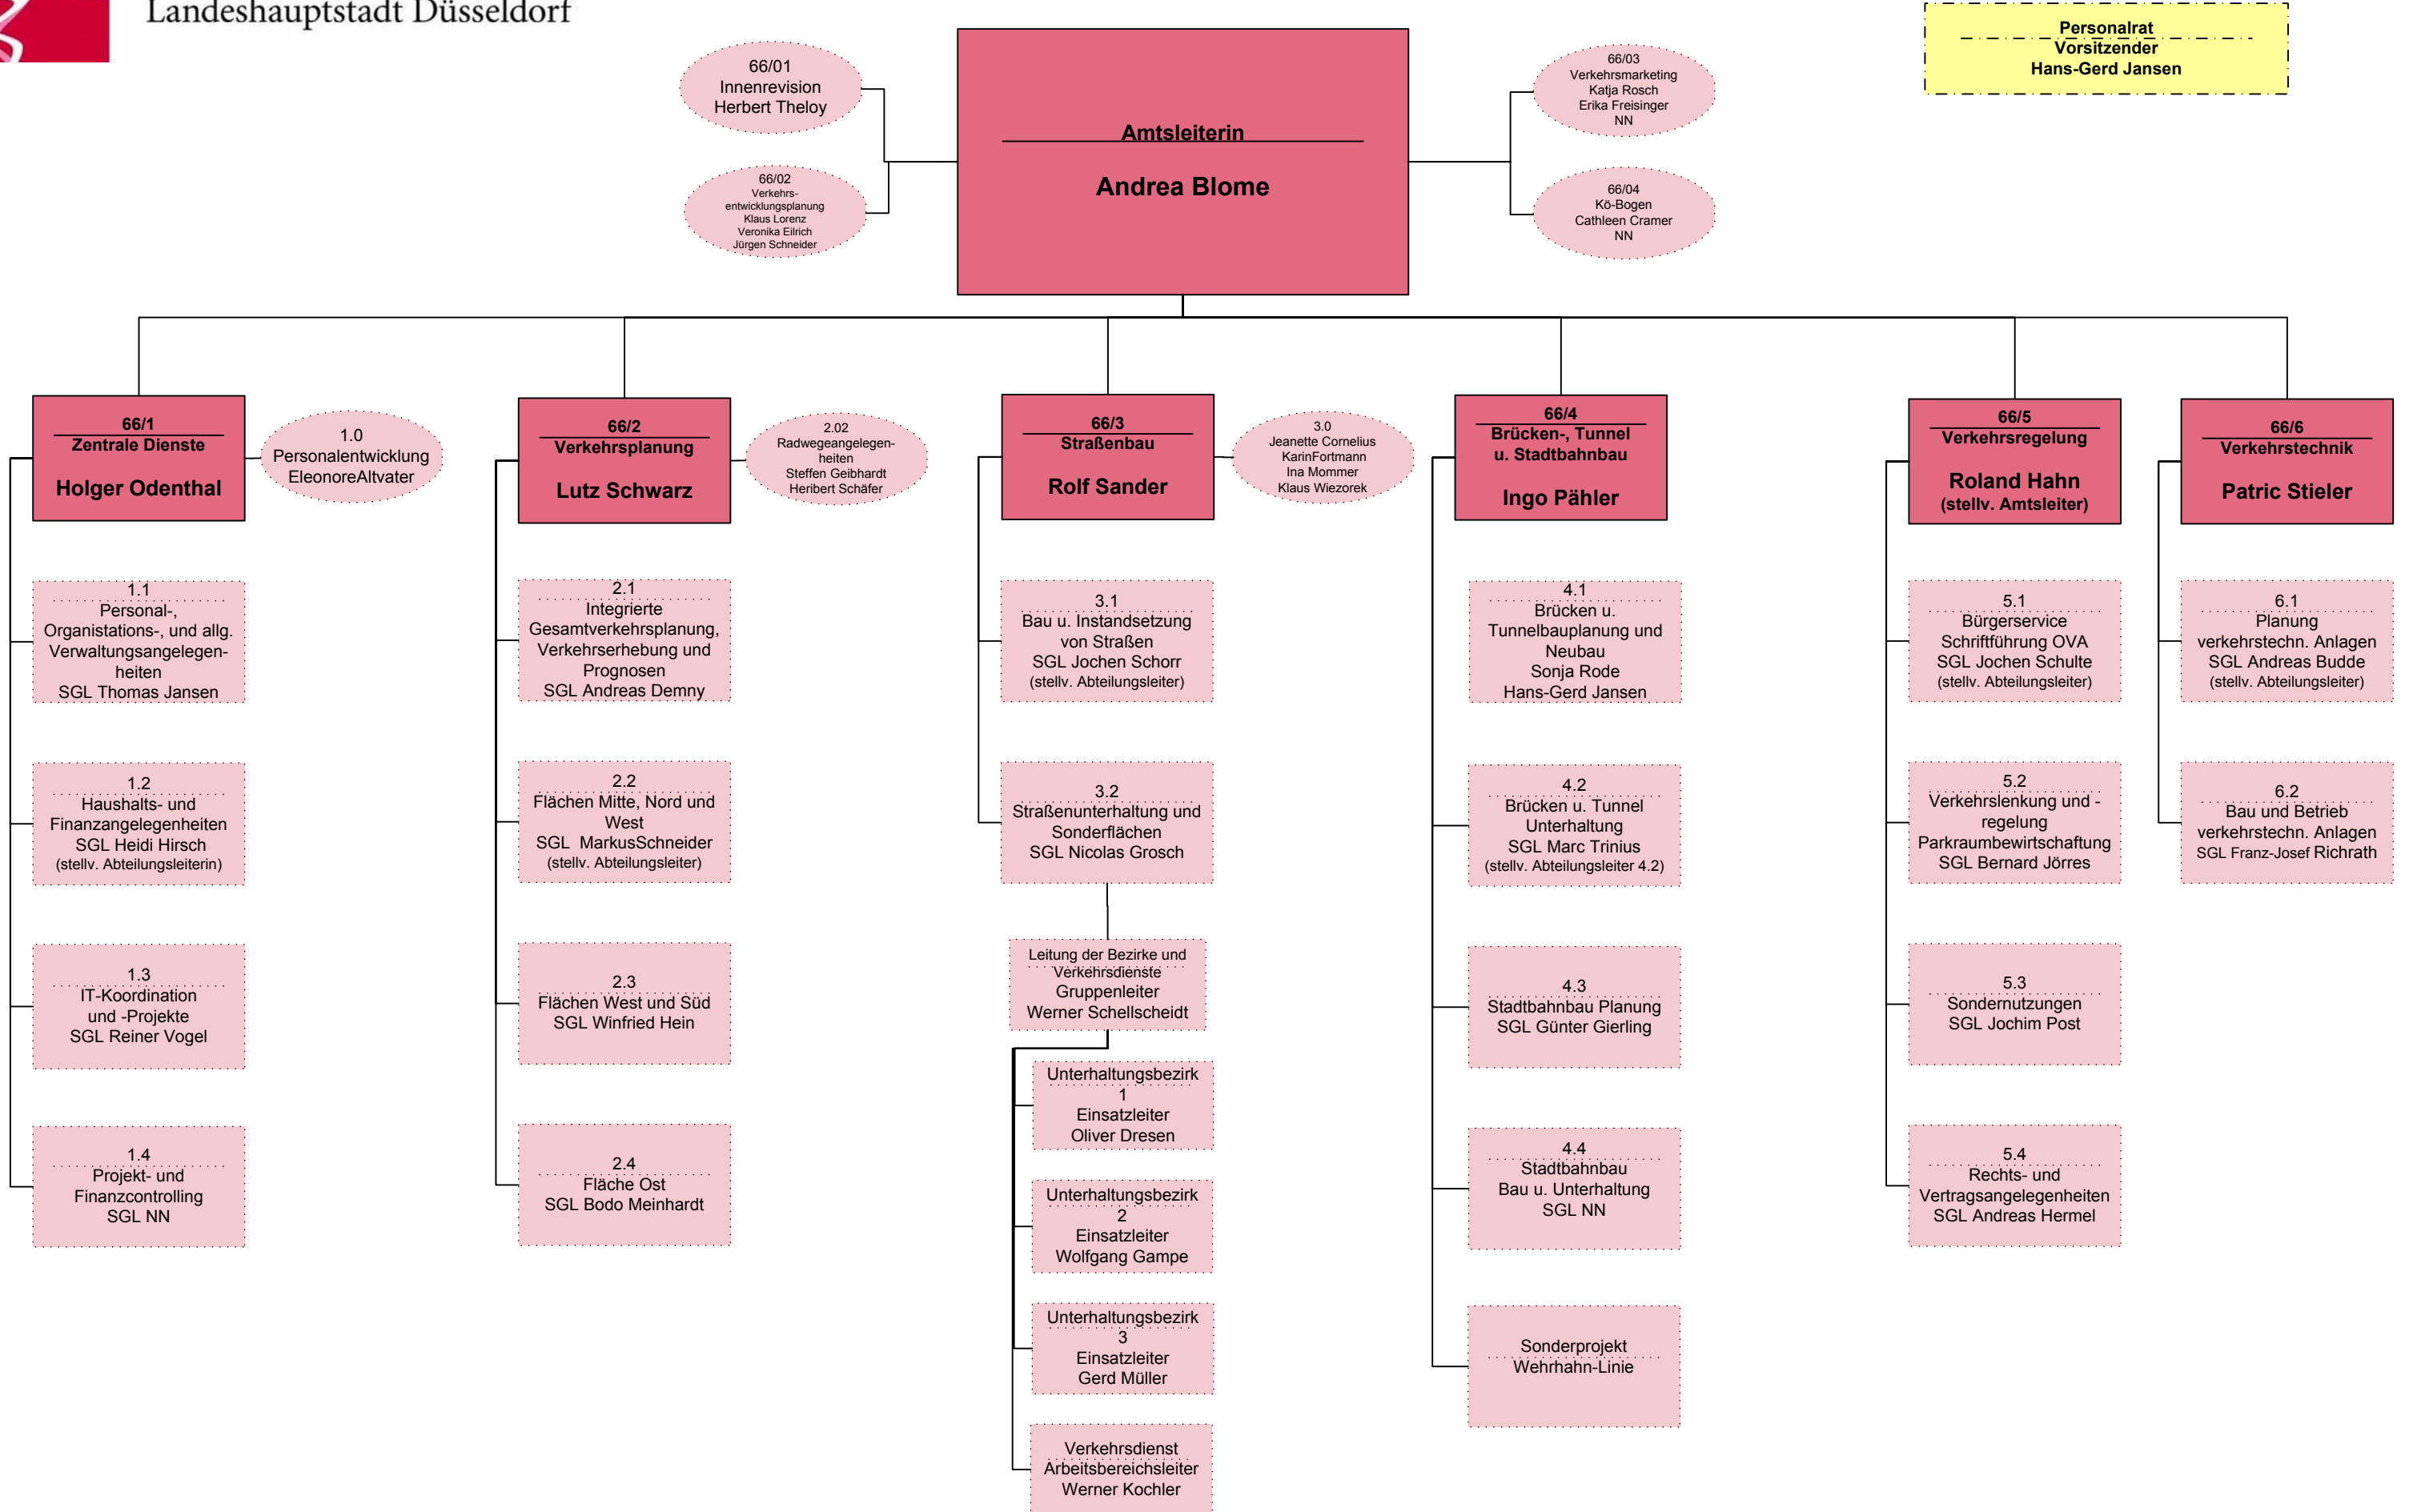 Landeshauptstadt Düsseldorf
Personalrat
Vorsitzender
Hans-Gerd Jansen
66/01
Innenrevision
Herbert Theloy
66/02
Verkehrs-
entwicklungsplanung
Klaus Lorenz
Veronika Eilrich
Jürgen Schneider
Amtsleiterin
Andrea Blome
66/03
Verkehrsmarketing
Katja Rosch
Erika Freisinger
NN
66/04
Kö-Bogen
Cathleen Cramer
NN
66/1
Zentrale Dienste
Holger Odenthal
1.0
Personalentwicklung
EleonoreAltvater
1.1
Personal-,
Organistations-, und allg.
Verwaltungsangelegen-
heiten
SGL Thomas Jansen
1.2
Haushalts- und
Finanzangelegenheiten
SGL Heidi Hirsch
(stellv. Abteilungsleiterin)
1.3
IT-Koordination
und -Projekte
SGL Reiner Vogel
1.4
Projekt- und
Finanzcontrolling
SGL NN
66/2
Verkehrsplanung
Lutz Schwarz
2.02
Radwegeangelegen-
heiten
Steffen Geibhardt
Heribert Schäfer
2.1
Integrierte
Gesamtverkehrsplanung,
Verkehrserhebung und
Prognosen
SGL Andreas Demny
2.2
Flächen Mitte, Nord und
West
SGL MarkusSchneider
(stellv. Abteilungsleiter)
2.3
Flächen West und Süd
SGL Winfried Hein
2.4
Fläche Ost
SGL Bodo Meinhardt
66/3
Straßenbau
Rolf Sander
3.0
Jeanette Cornelius
KarinFortmann
Ina Mommer
Klaus Wiezorek
3.1
Bau u. Instandsetzung
von Straßen
SGL Jochen Schorr
(stellv. Abteilungsleiter)
3.2
Straßenunterhaltung und
Sonderflächen
SGL Nicolas Grosch
Leitung der Bezirke und
Verkehrsdienste
Gruppenleiter
Werner Schellscheidt
Unterhaltungsbezirk
1
Einsatzleiter
Oliver Dresen
Unterhaltungsbezirk
2
Einsatzleiter
Wolfgang Gampe
Unterhaltungsbezirk
3
Einsatzleiter
Gerd Müller
Verkehrsdienst
Arbeitsbereichsleiter
Werner Kochler
66/4
Brücken-, Tunnel
u. Stadtbahnbau
Ingo Pähler
4.1
Brücken u.
Tunnelbauplanung und
Neubau
Sonja Rode
Hans-Gerd Jansen
4.2
Brücken u. Tunnel
Unterhaltung
SGL Marc Trinius
(stellv. Abteilungsleiter 4.2)
4.3
Stadtbahnbau Planung
SGL Günter Gierling
4.4
Stadtbahnbau
Bau u. Unterhaltung
SGL NN
Sonderprojekt
Wehrhahn-Linie
66/5
Verkehrsregelung
Roland Hahn
(stellv. Amtsleiter)
5.1
Bürgerservice
Schriftführung OVA
SGL Jochen Schulte
(stellv. Abteilungsleiter)
5.2
Verkehrslenkung und -
regelung
Parkraumbewirtschaftung
SGL Bernard Jörres
5.3
Sondernutzungen
SGL Jochim Post
5.4
Rechts- und
Vertragsangelegenheiten
SGL Andreas Hermel
66/6
Verkehrstechnik
Patric Stieler
6.1
Planung
verkehrstechn. Anlagen
SGL Andreas Budde
(stellv. Abteilungsleiter)
6.2
Bau und Betrieb
verkehrstechn. Anlagen
SGL Franz-Josef Richrath